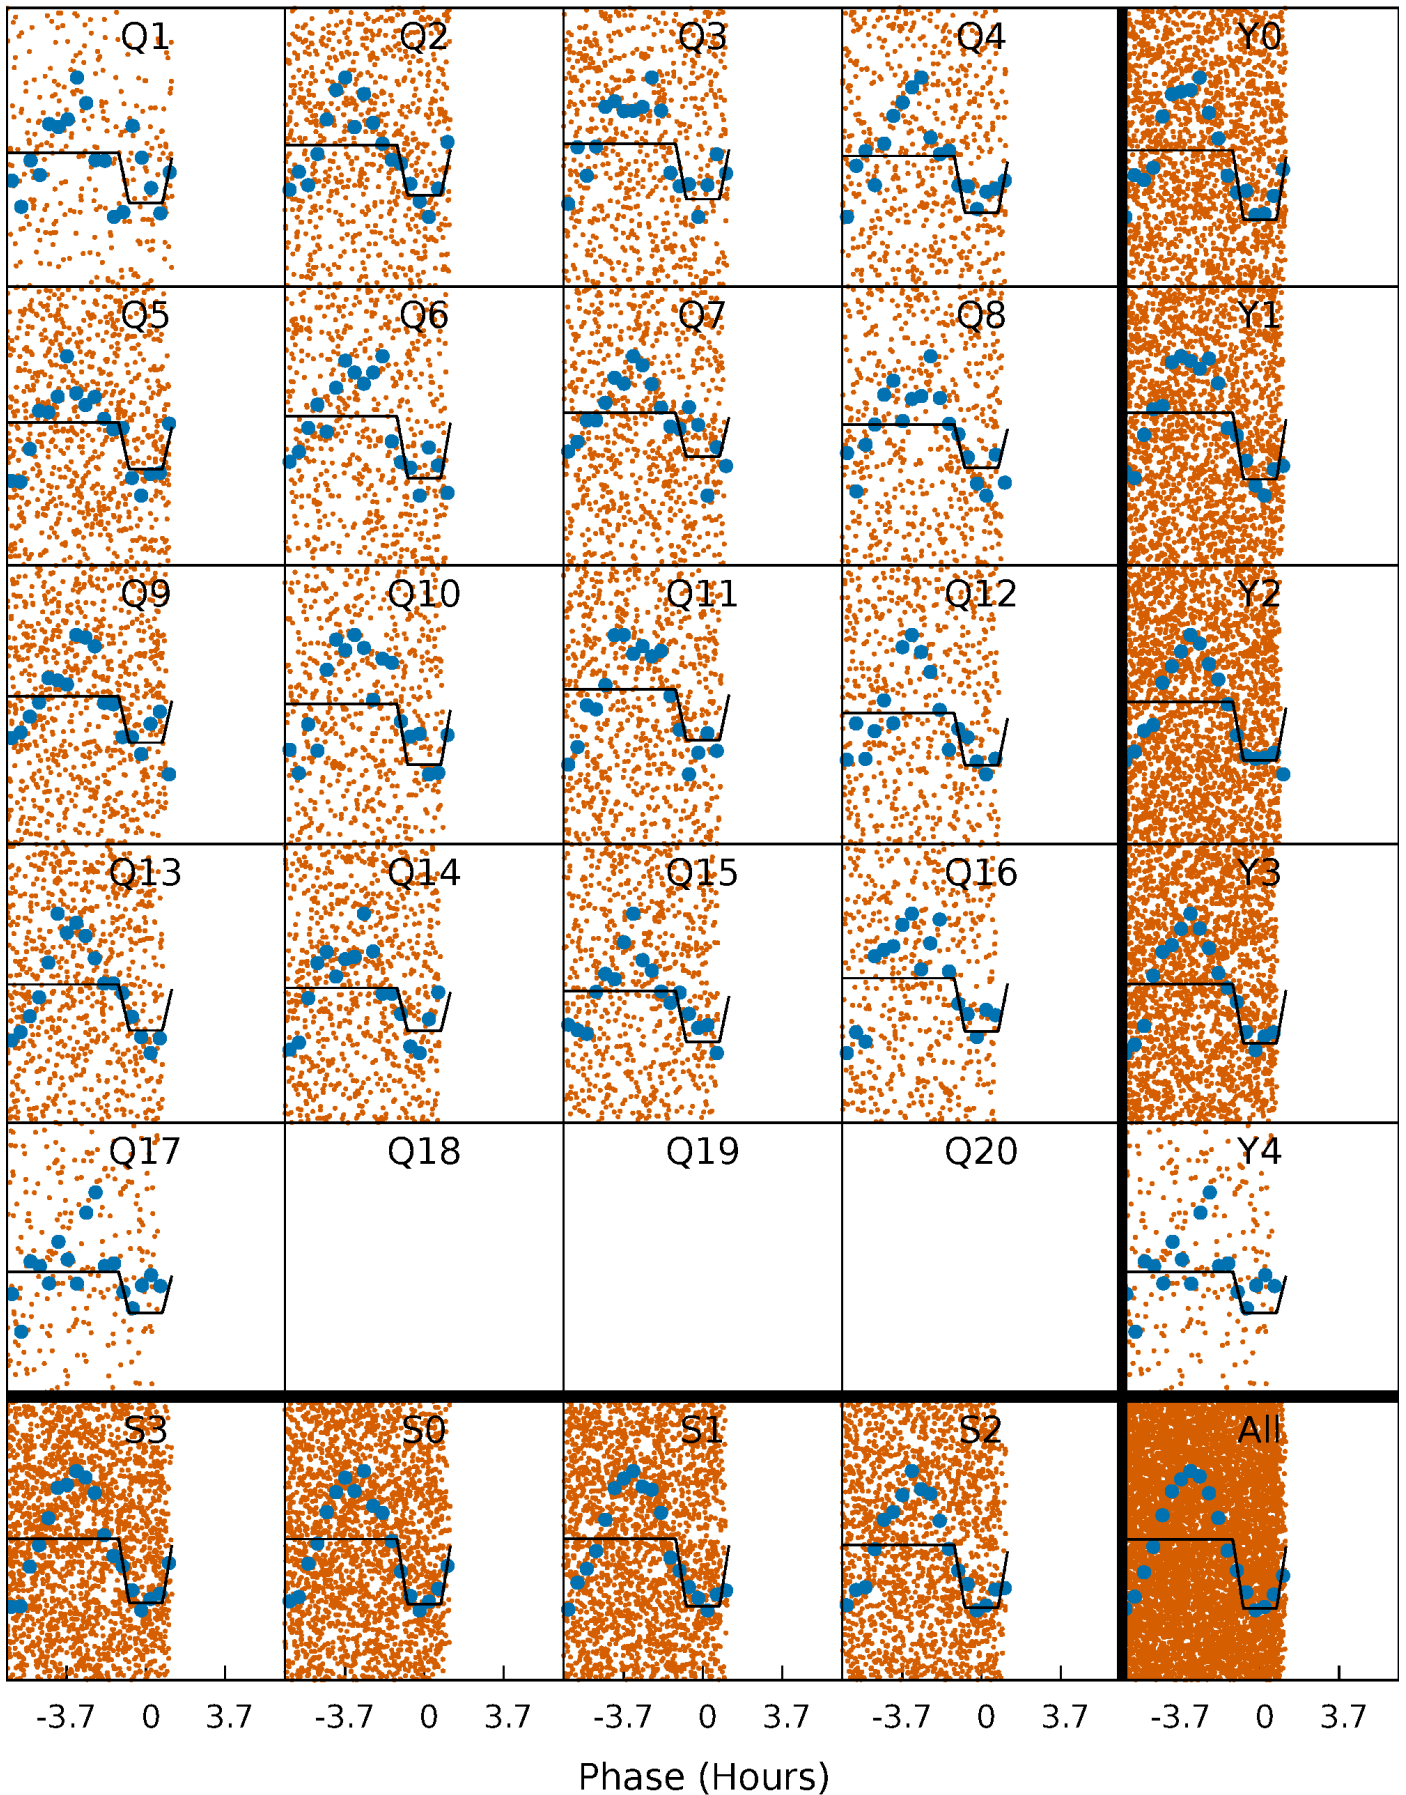 Q1 Q2 Q3 Q4 Y0
Q5 Q6 Q7 Q8 Y1
Q9 Q10 Q11 Q12 Y2
Q13 Q14 Q15 Q16 Y3
Q17 Q18 Q19 Q20 Y4
S3 S0 S1 S2 All
-3.7 0 3.7 -3.7 0 3.7 -3.7 0 3.7 -3.7 0 3.7 -3.7 0 3.7
Phase (Hours)